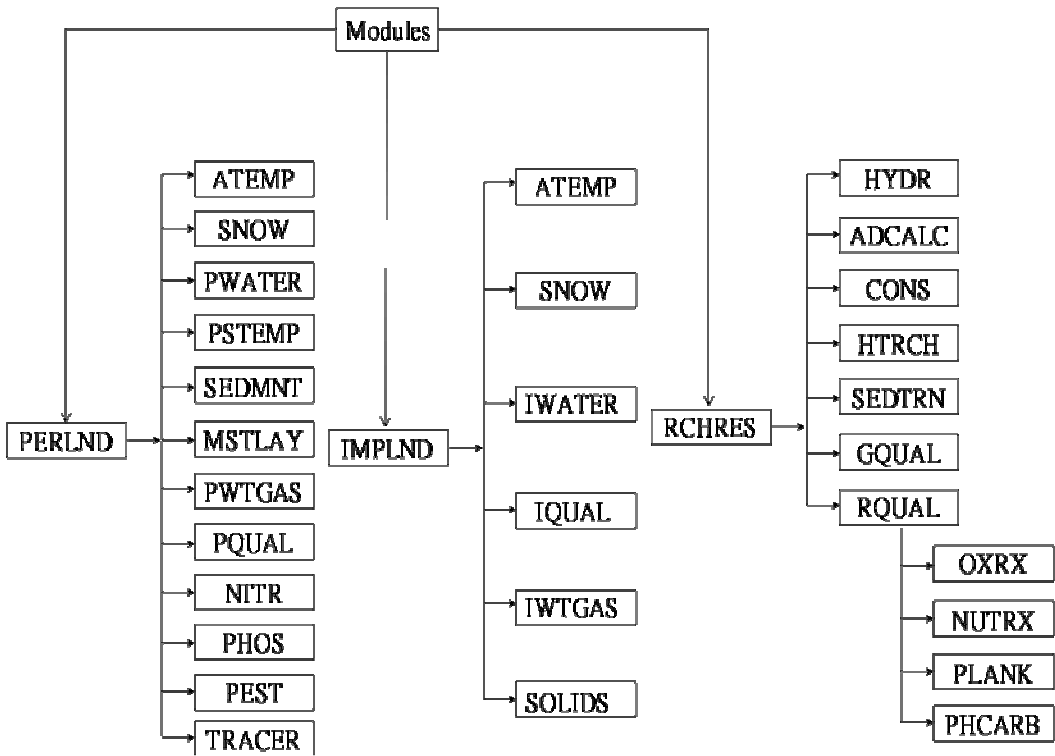 Modules
PERLND
ATEMP
SNOW
PWATER
PSTEMP
SEDMNT
MSTLAY
PWTGAS
PQUAL
NITR
PHOS
PEST
TRACER
IMPLND
ATEMP
SNOW
IWATER
IQUAL
IWTGAS
SOLIDS
RCHRES
HYDR
ADCALC
CONS
HTRCH
SEDTRN
GQUAL
RQUAL
OXRX
NUTRX
PLANK
PHCARB